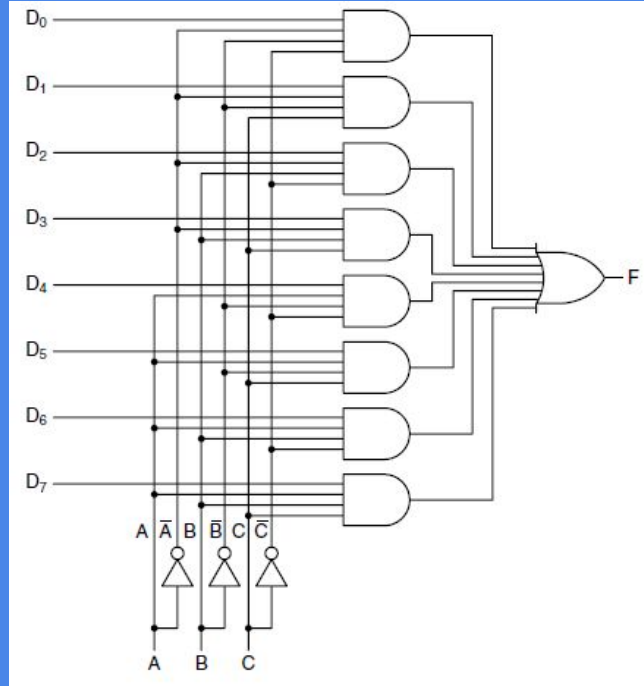 D₀
D₁
D₂
D₃
D₄
F
D₅
D₆
D₇
A A̅ B B̅ C C̅
A B C